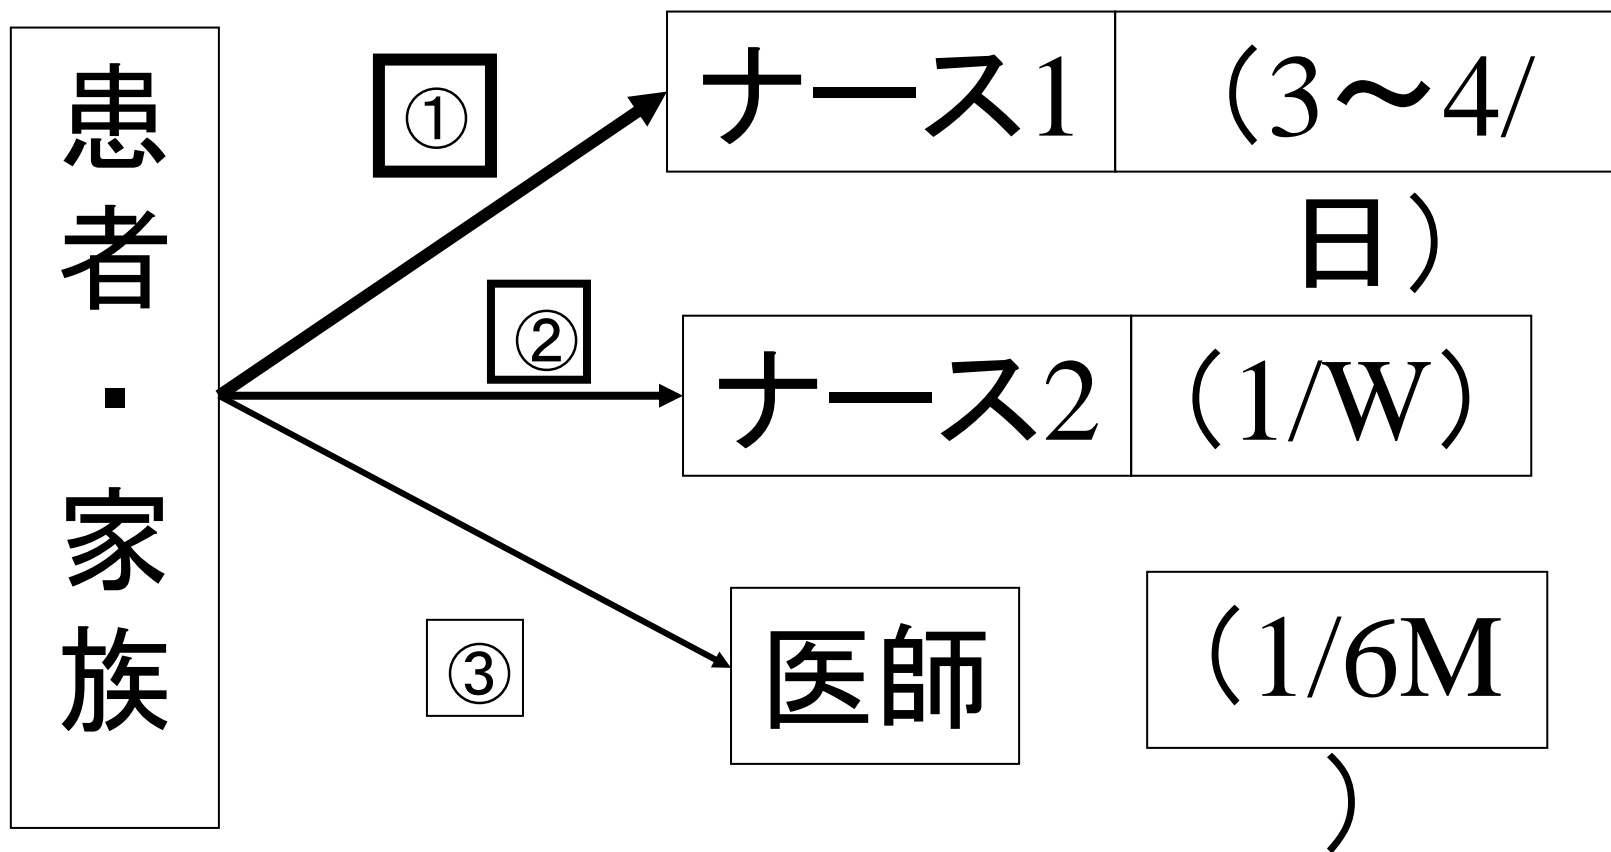 患者・家族
①
ナース1
(3～4/
日)
②
ナース2
(1/W)
③
医師
(1/6M
)